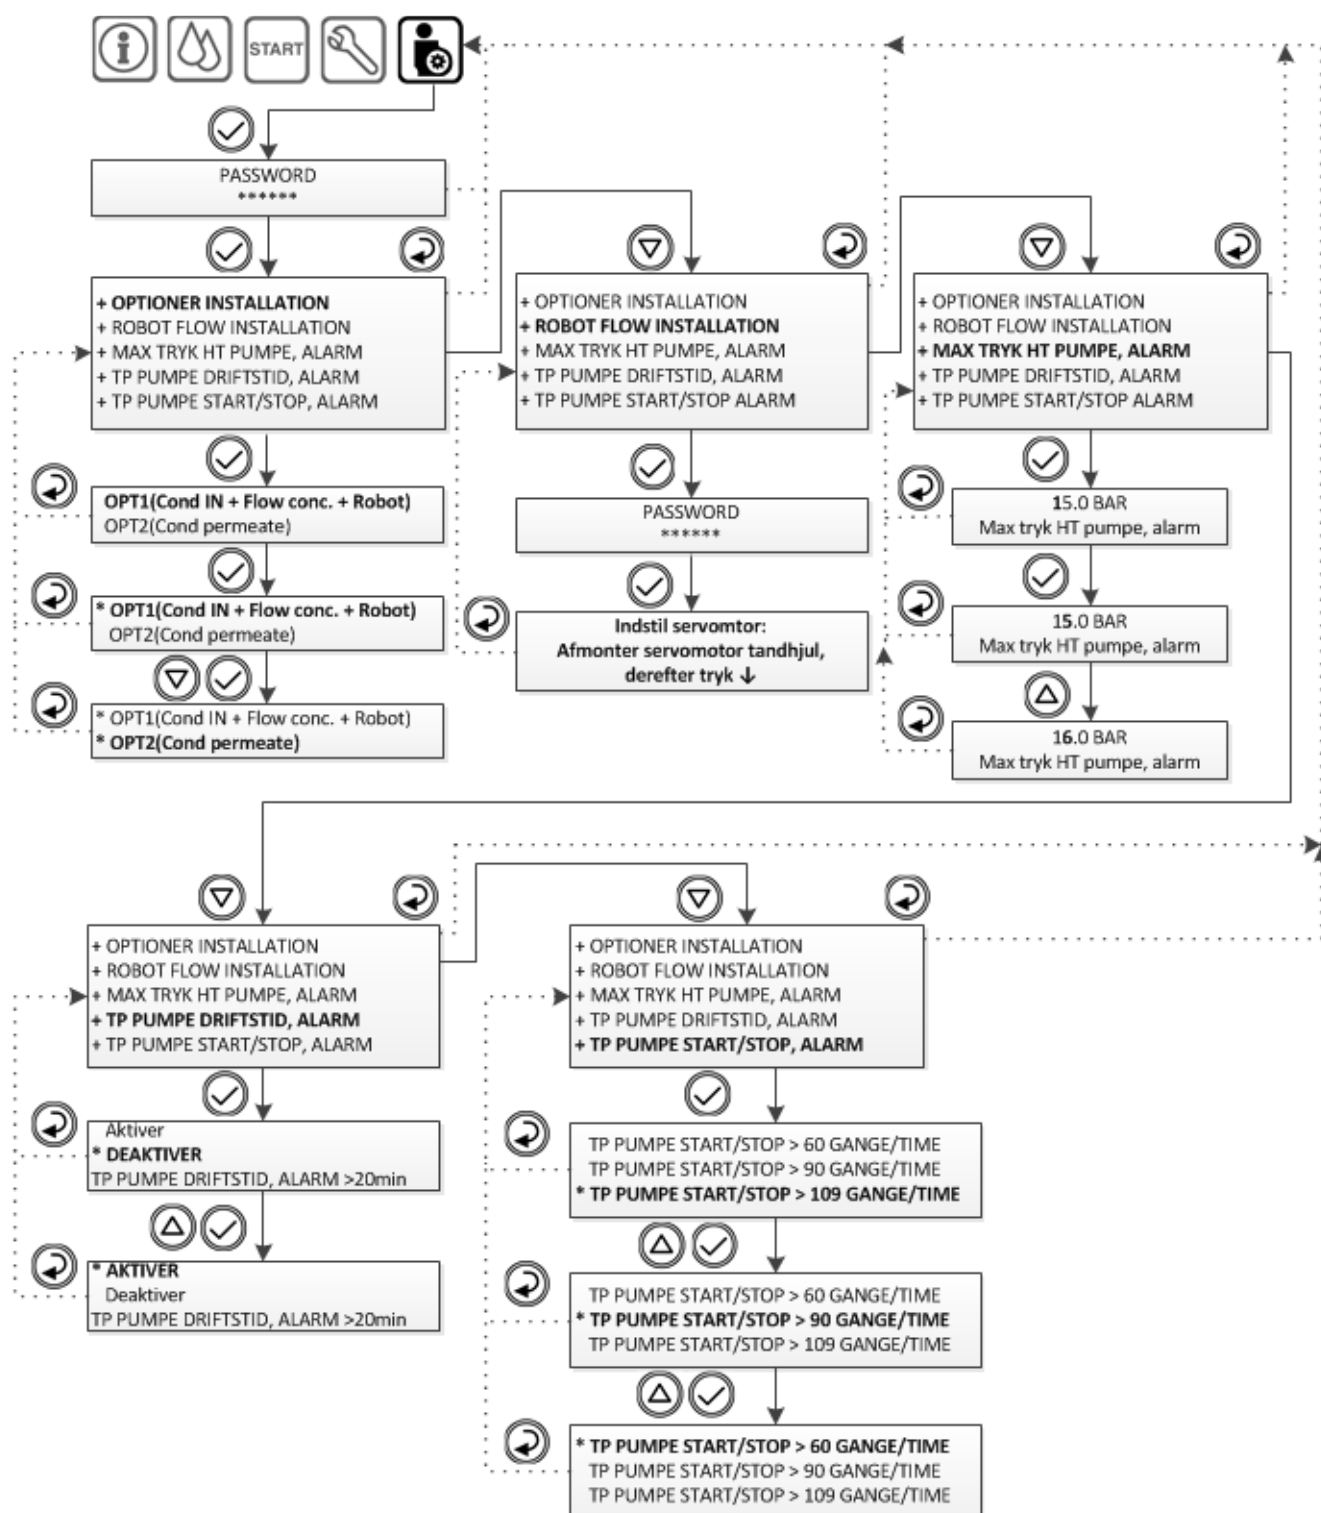 START
PASSWORD
******
+ OPTIONER INSTALLATION
+ ROBOT FLOW INSTALLATION
+ MAX TRYK HT PUMPE, ALARM
+ TP PUMPE DRIFTSTID, ALARM
+ TP PUMPE START/STOP, ALARM
OPT1(Cond IN + Flow conc. + Robot)
OPT2(Cond permeate)
* OPT1(Cond IN + Flow conc. + Robot)
OPT2(Cond permeate)
* OPT1(Cond IN + Flow conc. + Robot)
* OPT2(Cond permeate)
+ OPTIONER INSTALLATION
+ ROBOT FLOW INSTALLATION
+ MAX TRYK HT PUMPE, ALARM
+ TP PUMPE DRIFTSTID, ALARM
+ TP PUMPE START/STOP ALARM
PASSWORD
******
Indstil servomtor:
Afmonter servomotor tandhjul,
derefter tryk ↓
+ OPTIONER INSTALLATION
+ ROBOT FLOW INSTALLATION
+ MAX TRYK HT PUMPE, ALARM
+ TP PUMPE DRIFTSTID, ALARM
+ TP PUMPE START/STOP ALARM
15.0 BAR
Max tryk HT pumpe, alarm
15.0 BAR
Max tryk HT pumpe, alarm
16.0 BAR
Max tryk HT pumpe, alarm
+ OPTIONER INSTALLATION
+ ROBOT FLOW INSTALLATION
+ MAX TRYK HT PUMPE, ALARM
+ TP PUMPE DRIFTSTID, ALARM
+ TP PUMPE START/STOP, ALARM
Aktiver
* DEAKTIVER
TP PUMPE DRIFTSTID, ALARM >20min
* AKTIVER
Deaktiver
TP PUMPE DRIFTSTID, ALARM >20min
+ OPTIONER INSTALLATION
+ ROBOT FLOW INSTALLATION
+ MAX TRYK HT PUMPE, ALARM
+ TP PUMPE DRIFTSTID, ALARM
+ TP PUMPE START/STOP, ALARM
TP PUMPE START/STOP > 60 GANGE/TIME
TP PUMPE START/STOP > 90 GANGE/TIME
* TP PUMPE START/STOP > 109 GANGE/TIME
TP PUMPE START/STOP > 60 GANGE/TIME
* TP PUMPE START/STOP > 90 GANGE/TIME
TP PUMPE START/STOP > 109 GANGE/TIME
* TP PUMPE START/STOP > 60 GANGE/TIME
TP PUMPE START/STOP > 90 GANGE/TIME
TP PUMPE START/STOP > 109 GANGE/TIME